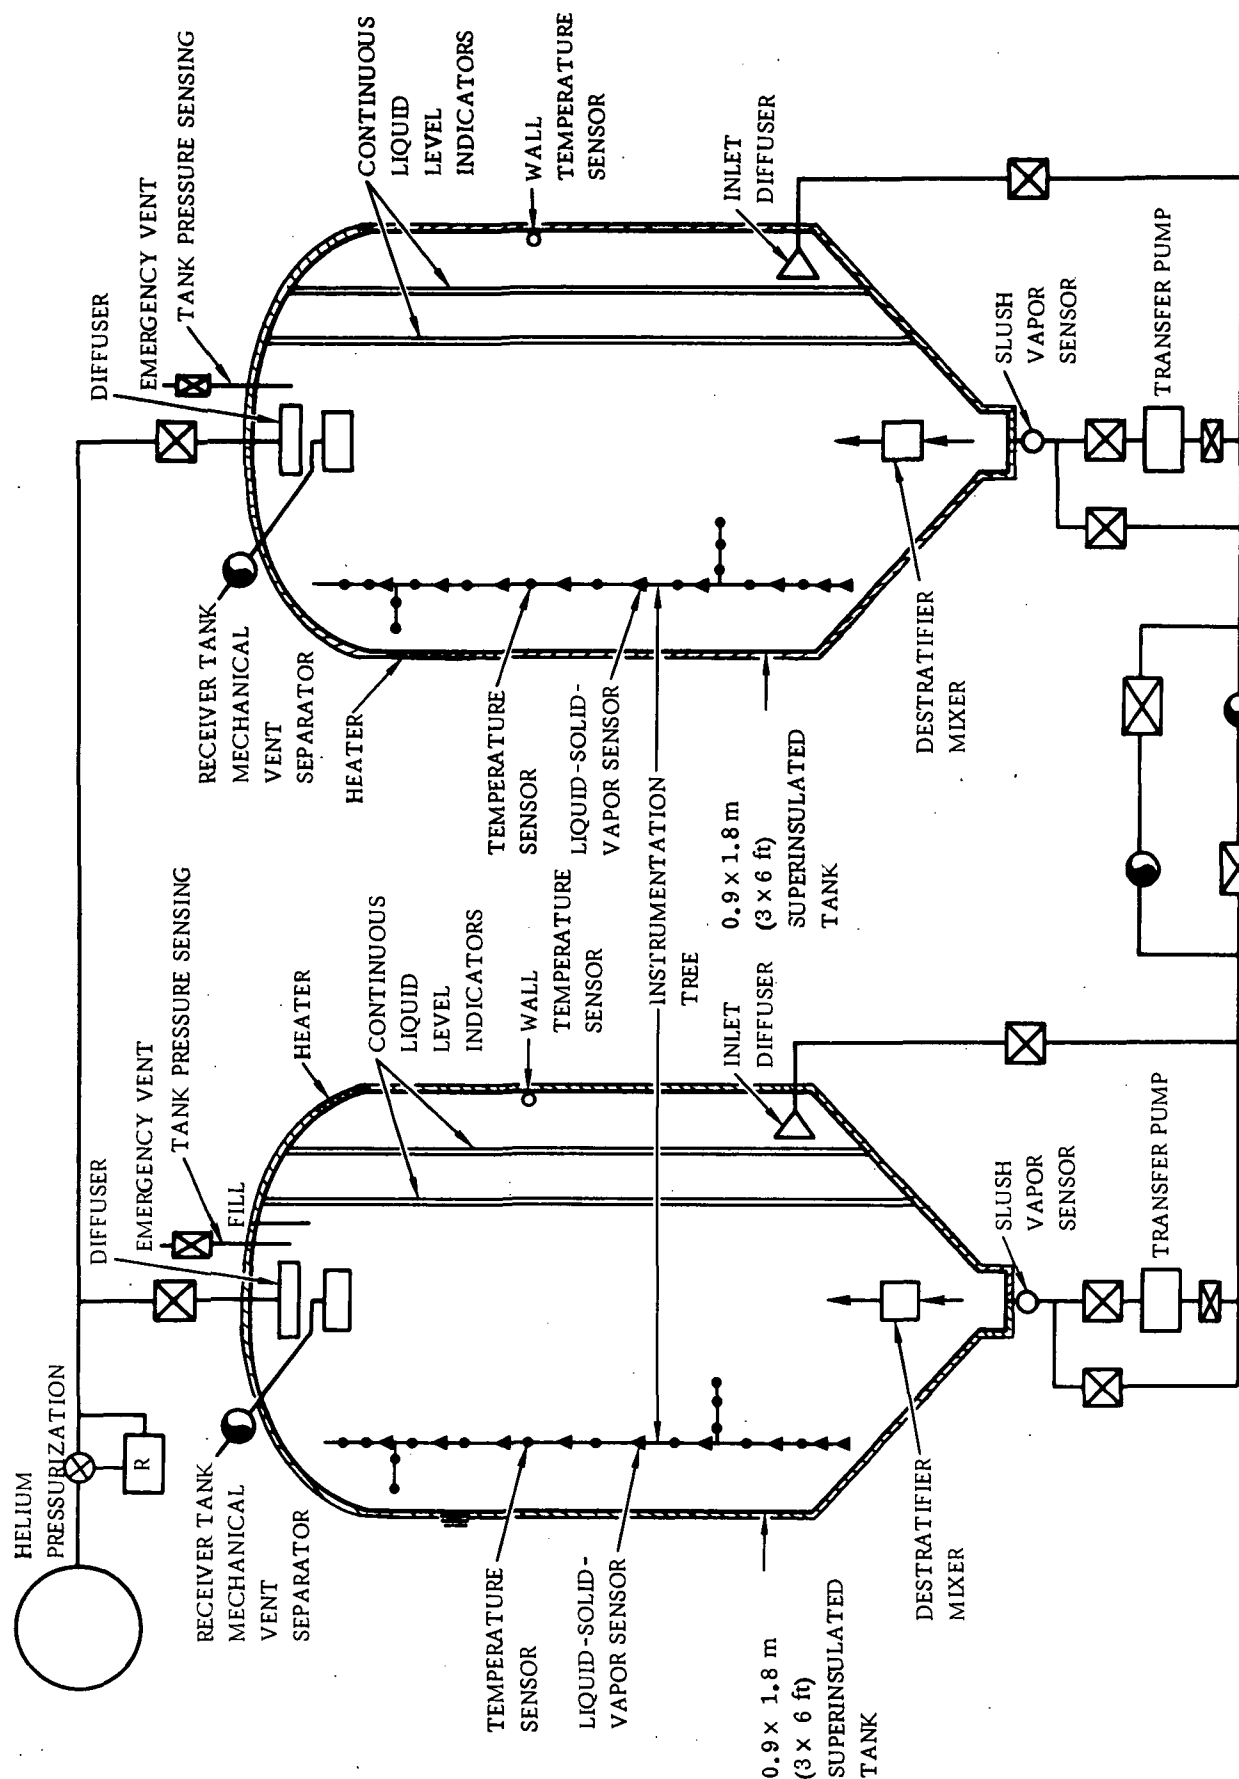 HELIUM
PRESSURIZATION
R
RECEIVER TANK
MECHANICAL
VENT
SEPARATOR
DIFFUSER
EMERGENCY VENT
TANK PRESSURE SENSING
FILL
HEATER
CONTINUOUS
LIQUID
LEVEL
INDICATORS
WALL
TEMPERATURE
SENSOR
TEMPERATURE
SENSOR
LIQUID-SOLID-
VAPOR SENSOR
INSTRUMENTATION
TREE
INLET
DIFFUSER
0.9 × 1.8 m
(3 × 6 ft)
SUPERINSULATED
TANK
DESTRATIFIER
MIXER
SLUSH
VAPOR
SENSOR
TRANSFER PUMP
RECEIVER TANK
MECHANICAL
VENT
SEPARATOR
HEATER
DIFFUSER
EMERGENCY VENT
TANK PRESSURE SENSING
CONTINUOUS
LIQUID
LEVEL
INDICATORS
WALL
TEMPERATURE
SENSOR
TEMPERATURE
SENSOR
LIQUID-SOLID-
VAPOR SENSOR
INLET
DIFFUSER
0.9 × 1.8 m
(3 × 6 ft)
SUPERINSULATED
TANK
DESTRATIFIER
MIXER
SLUSH
VAPOR
SENSOR
TRANSFER PUMP